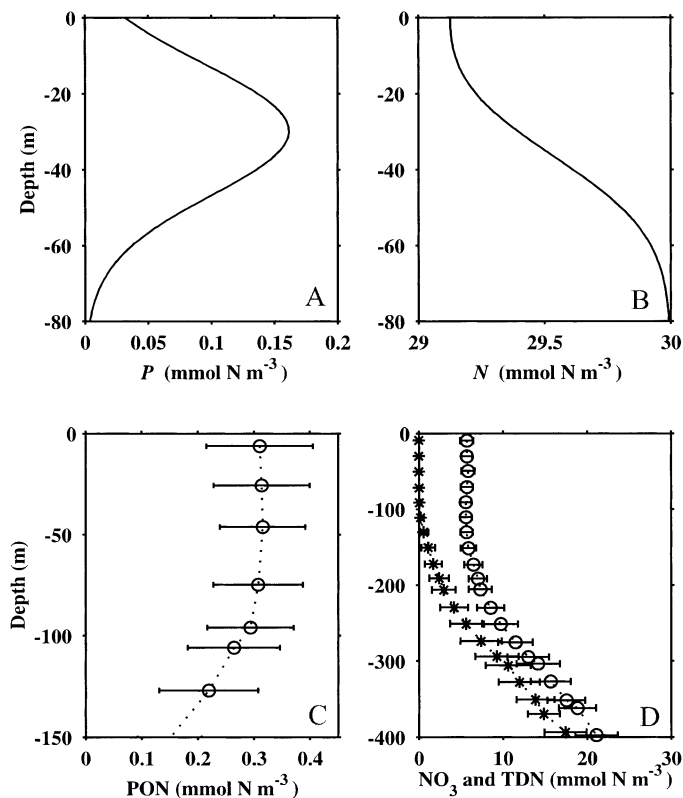 0
-20
-40
-60
-80
Depth (m)
0 0.05 0.1 0.15 0.2
P (mmol N m-3)
A
0
-20
-40
-60
-80
29 29.5 30
N (mmol N m-3)
B
0
-50
-100
-150
Depth (m)
0 0.1 0.2 0.3 0.4
PON (mmol N m-3)
C
0
-100
-200
-300
-400
0 10 20 30
NO3 and TDN (mmol N m-3)
D